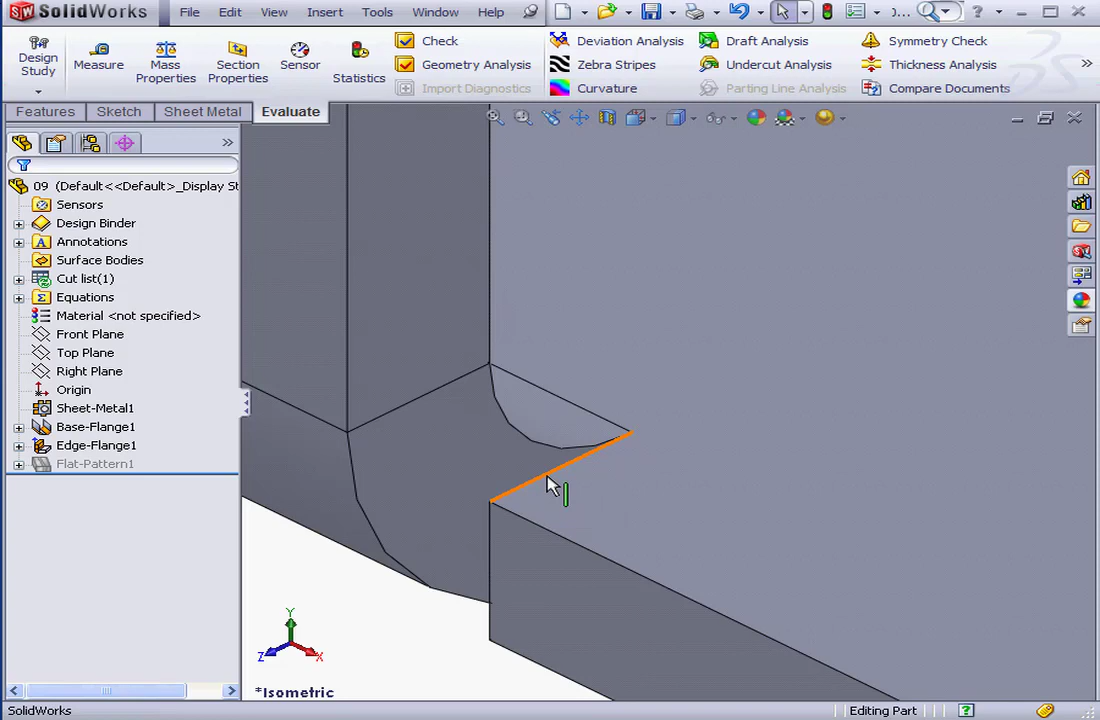 SolidWorks File Edit View Insert Tools Window Help )... ?
Design Study Measure Mass Properties Section Properties Sensor Statistics
Check Deviation Analysis Draft Analysis Symmetry Check
Geometry Analysis Zebra Stripes Undercut Analysis Thickness Analysis
Import Diagnostics Curvature Parting Line Analysis Compare Documents
Features Sketch Sheet Metal Evaluate
09 (Default<<Default>_Display St
Sensors
Design Binder
Annotations
Surface Bodies
Cut list(1)
Equations
Material <not specified>
Front Plane
Top Plane
Right Plane
Origin
Sheet-Metal1
Base-Flange1
Edge-Flange1
Flat-Pattern1
Y
Z X
*Isometric
SolidWorks Editing Part